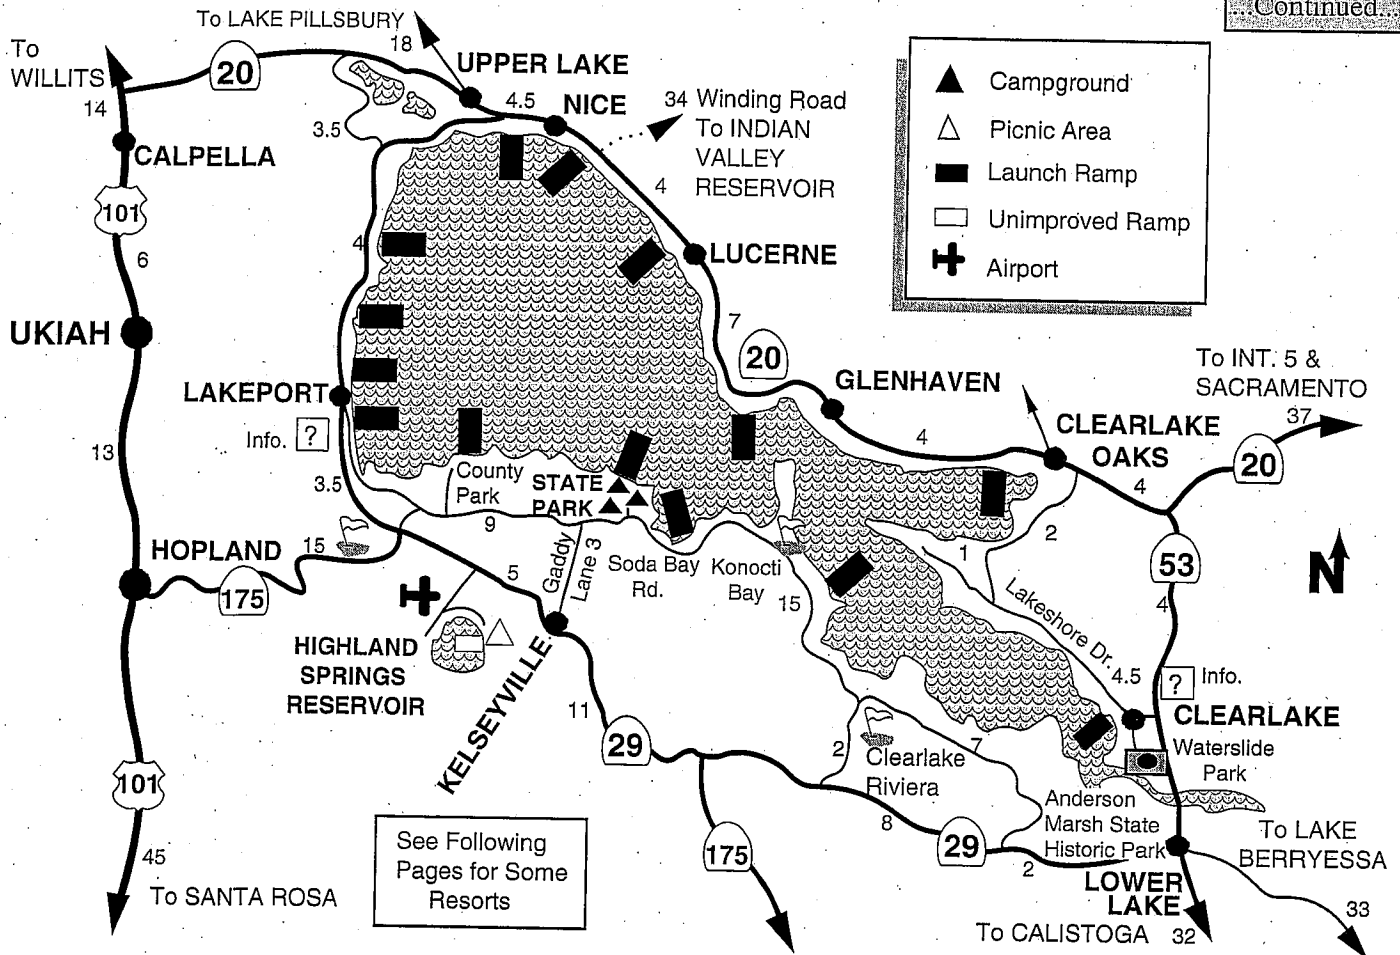 ...Continued...
To LAKE PILLSBURY
18
To
WILLITS
14
20
UPPER LAKE
4.5
NICE
34 Winding Road
To INDIAN
VALLEY
RESERVOIR
3.5
CALPELLA
101
6
4
4
LUCERNE
Campground
Picnic Area
Launch Ramp
Unimproved Ramp
Airport
UKIAH
7
20
GLENHAVEN
To INT. 5 &
SACRAMENTO
37
LAKEPORT
Info. ?
4
CLEARLAKE
OAKS
20
13
3.5
County
Park
STATE
PARK
4
9
2
1
HOPLAND
15
175
5
Gaddy
Lane 3
Soda Bay
Rd.
Konocti
Bay
15
53
4
N
Lakeshore Dr.
4.5
? Info.
HIGHLAND
SPRINGS
RESERVOIR
KELSEYVILLE
11
29
CLEARLAKE
Waterslide
Park
2
7
Clearlake
Riviera
101
8
Anderson
Marsh State
Historic Park
29
2
175
See Following
Pages for Some
Resorts
45
To SANTA ROSA
LOWER
LAKE
To LAKE
BERRYESSA
33
To CALISTOGA 32